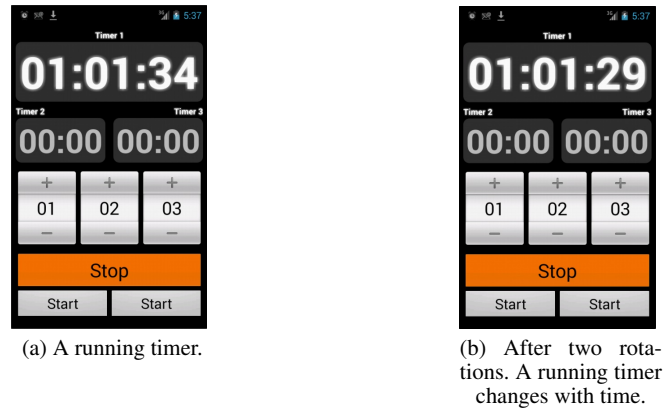 3G 5:37
Timer 1
01:01:34
Timer 2 Timer 3
00:00 00:00
+ + +
01 02 03
− − −
Stop
Start Start
(a) A running timer.
3G 5:37
Timer 1
01:01:29
Timer 2 Timer 3
00:00 00:00
+ + +
01 02 03
− − −
Stop
Start Start
(b) After two rota-
tions. A running timer
changes with time.